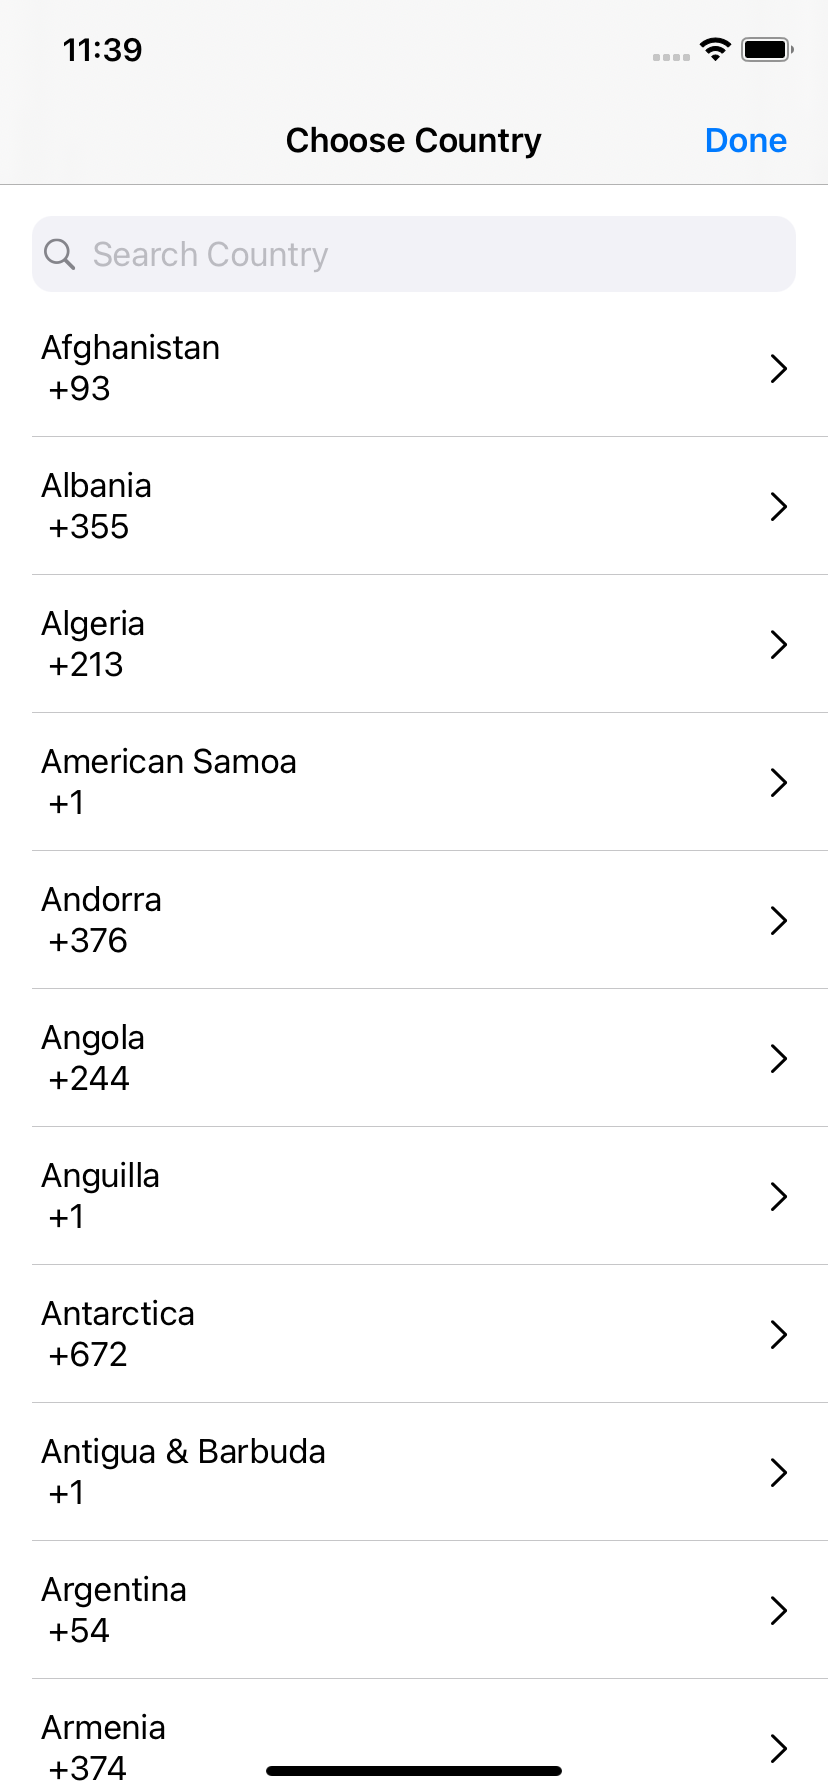 11:39
Choose Country
Done
Search Country
Afghanistan
+93
Albania
+355
Algeria
+213
American Samoa
+1
Andorra
+376
Angola
+244
Anguilla
+1
Antarctica
+672
Antigua & Barbuda
+1
Argentina
+54
Armenia
+374